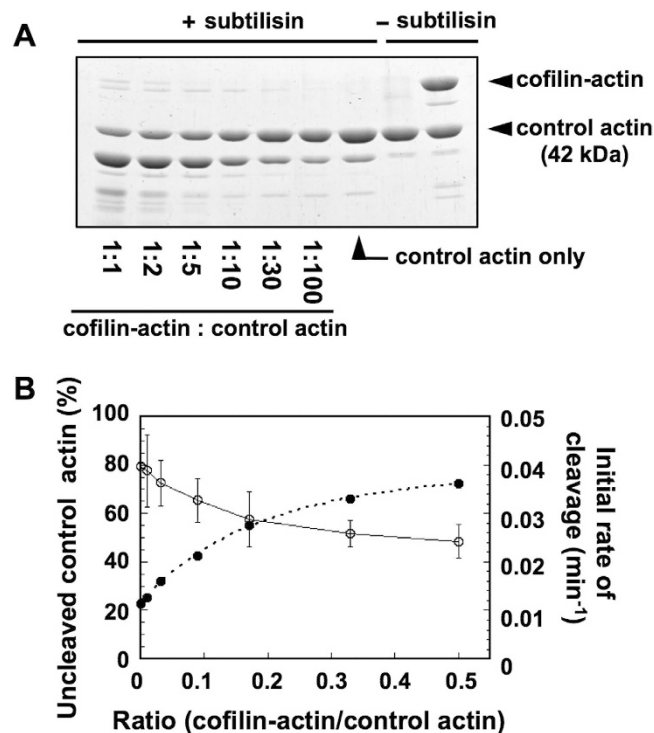 A
+ subtilisin
− subtilisin
cofilin-actin
control actin
(42 kDa)
1:1
1:2
1:5
1:10
1:30
1:100
control actin only
cofilin-actin : control actin
B
Uncleaved control actin (%)
100
80
60
40
20
0
0.05
0.04
0.03
0.02
0.01
0
Initial rate of
cleavage (min-1)
0
0.1
0.2
0.3
0.4
0.5
Ratio (cofilin-actin/control actin)